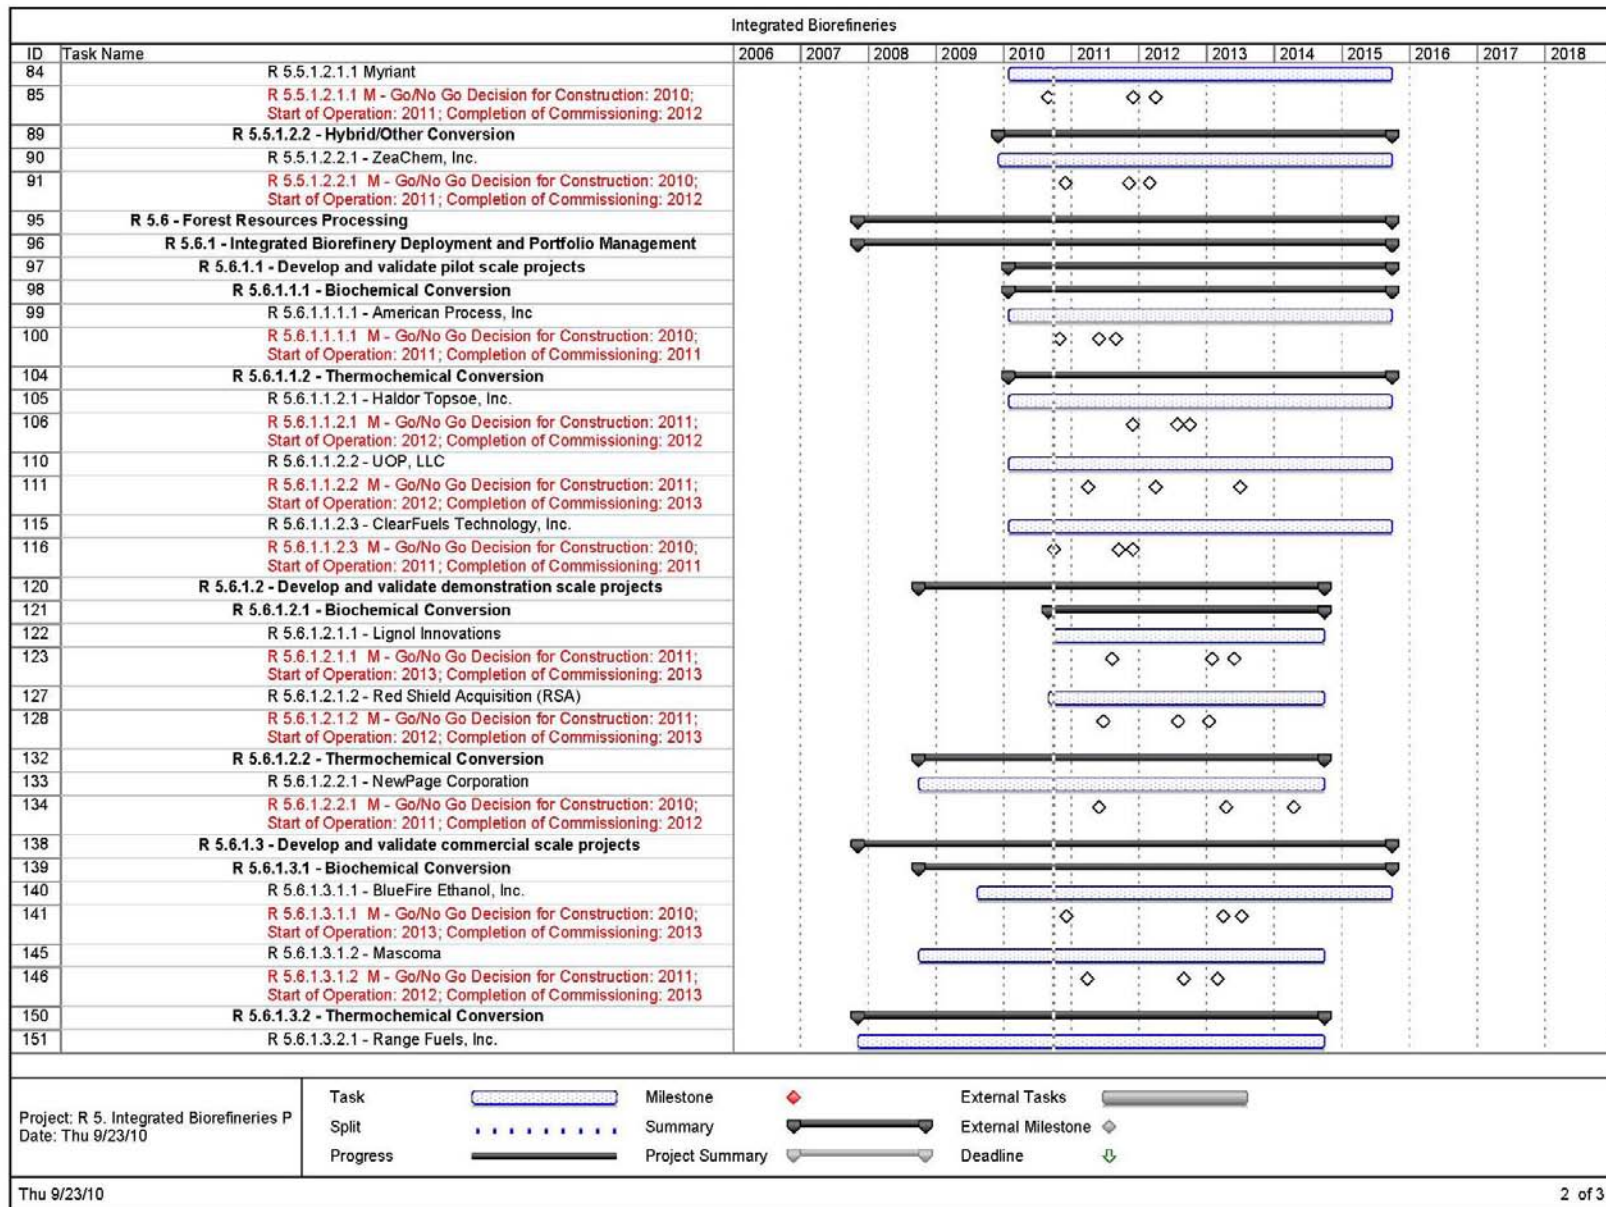 Integrated Biorefineries
ID Task Name 2006 2007 2008 2009 2010 2011 2012 2013 2014 2015 2016 2017 2018
84 R 5.5.1.2.1.1 Myriant
85 R 5.5.1.2.1.1 M - Go/No Go Decision for Construction: 2010;
Start of Operation: 2011; Completion of Commissioning: 2012
89 R 5.5.1.2.2 - Hybrid/Other Conversion
90 R 5.5.1.2.2.1 - ZeaChem, Inc.
91 R 5.5.1.2.2.1 M - Go/No Go Decision for Construction: 2010;
Start of Operation: 2011; Completion of Commissioning: 2012
95 R 5.6 - Forest Resources Processing
96 R 5.6.1 - Integrated Biorefinery Deployment and Portfolio Management
97 R 5.6.1.1 - Develop and validate pilot scale projects
98 R 5.6.1.1.1 - Biochemical Conversion
99 R 5.6.1.1.1.1 - American Process, Inc
100 R 5.6.1.1.1.1 M - Go/No Go Decision for Construction: 2010;
Start of Operation: 2011; Completion of Commissioning: 2011
104 R 5.6.1.1.2 - Thermochemical Conversion
105 R 5.6.1.1.2.1 - Haldor Topsoe, Inc.
106 R 5.6.1.1.2.1 M - Go/No Go Decision for Construction: 2011;
Start of Operation: 2012; Completion of Commissioning: 2012
110 R 5.6.1.1.2.2 - UOP, LLC
111 R 5.6.1.1.2.2 M - Go/No Go Decision for Construction: 2011;
Start of Operation: 2012; Completion of Commissioning: 2013
115 R 5.6.1.1.2.3 - ClearFuels Technology, Inc.
116 R 5.6.1.1.2.3 M - Go/No Go Decision for Construction: 2010;
Start of Operation: 2011; Completion of Commissioning: 2011
120 R 5.6.1.2 - Develop and validate demonstration scale projects
121 R 5.6.1.2.1 - Biochemical Conversion
122 R 5.6.1.2.1.1 - Lignol Innovations
123 R 5.6.1.2.1.1 M - Go/No Go Decision for Construction: 2011;
Start of Operation: 2013; Completion of Commissioning: 2013
127 R 5.6.1.2.1.2 - Red Shield Acquisition (RSA)
128 R 5.6.1.2.1.2 M - Go/No Go Decision for Construction: 2011;
Start of Operation: 2012; Completion of Commissioning: 2013
132 R 5.6.1.2.2 - Thermochemical Conversion
133 R 5.6.1.2.2.1 - NewPage Corporation
134 R 5.6.1.2.2.1 M - Go/No Go Decision for Construction: 2010;
Start of Operation: 2011; Completion of Commissioning: 2012
138 R 5.6.1.3 - Develop and validate commercial scale projects
139 R 5.6.1.3.1 - Biochemical Conversion
140 R 5.6.1.3.1.1 - BlueFire Ethanol, Inc.
141 R 5.6.1.3.1.1 M - Go/No Go Decision for Construction: 2010;
Start of Operation: 2013; Completion of Commissioning: 2013
145 R 5.6.1.3.1.2 - Mascoma
146 R 5.6.1.3.1.2 M - Go/No Go Decision for Construction: 2011;
Start of Operation: 2012; Completion of Commissioning: 2013
150 R 5.6.1.3.2 - Thermochemical Conversion
151 R 5.6.1.3.2.1 - Range Fuels, Inc.
Project: R 5. Integrated Biorefineries P
Date: Thu 9/23/10
Task Milestone External Tasks
Split Summary External Milestone
Progress Project Summary Deadline
Thu 9/23/10 2 of 3